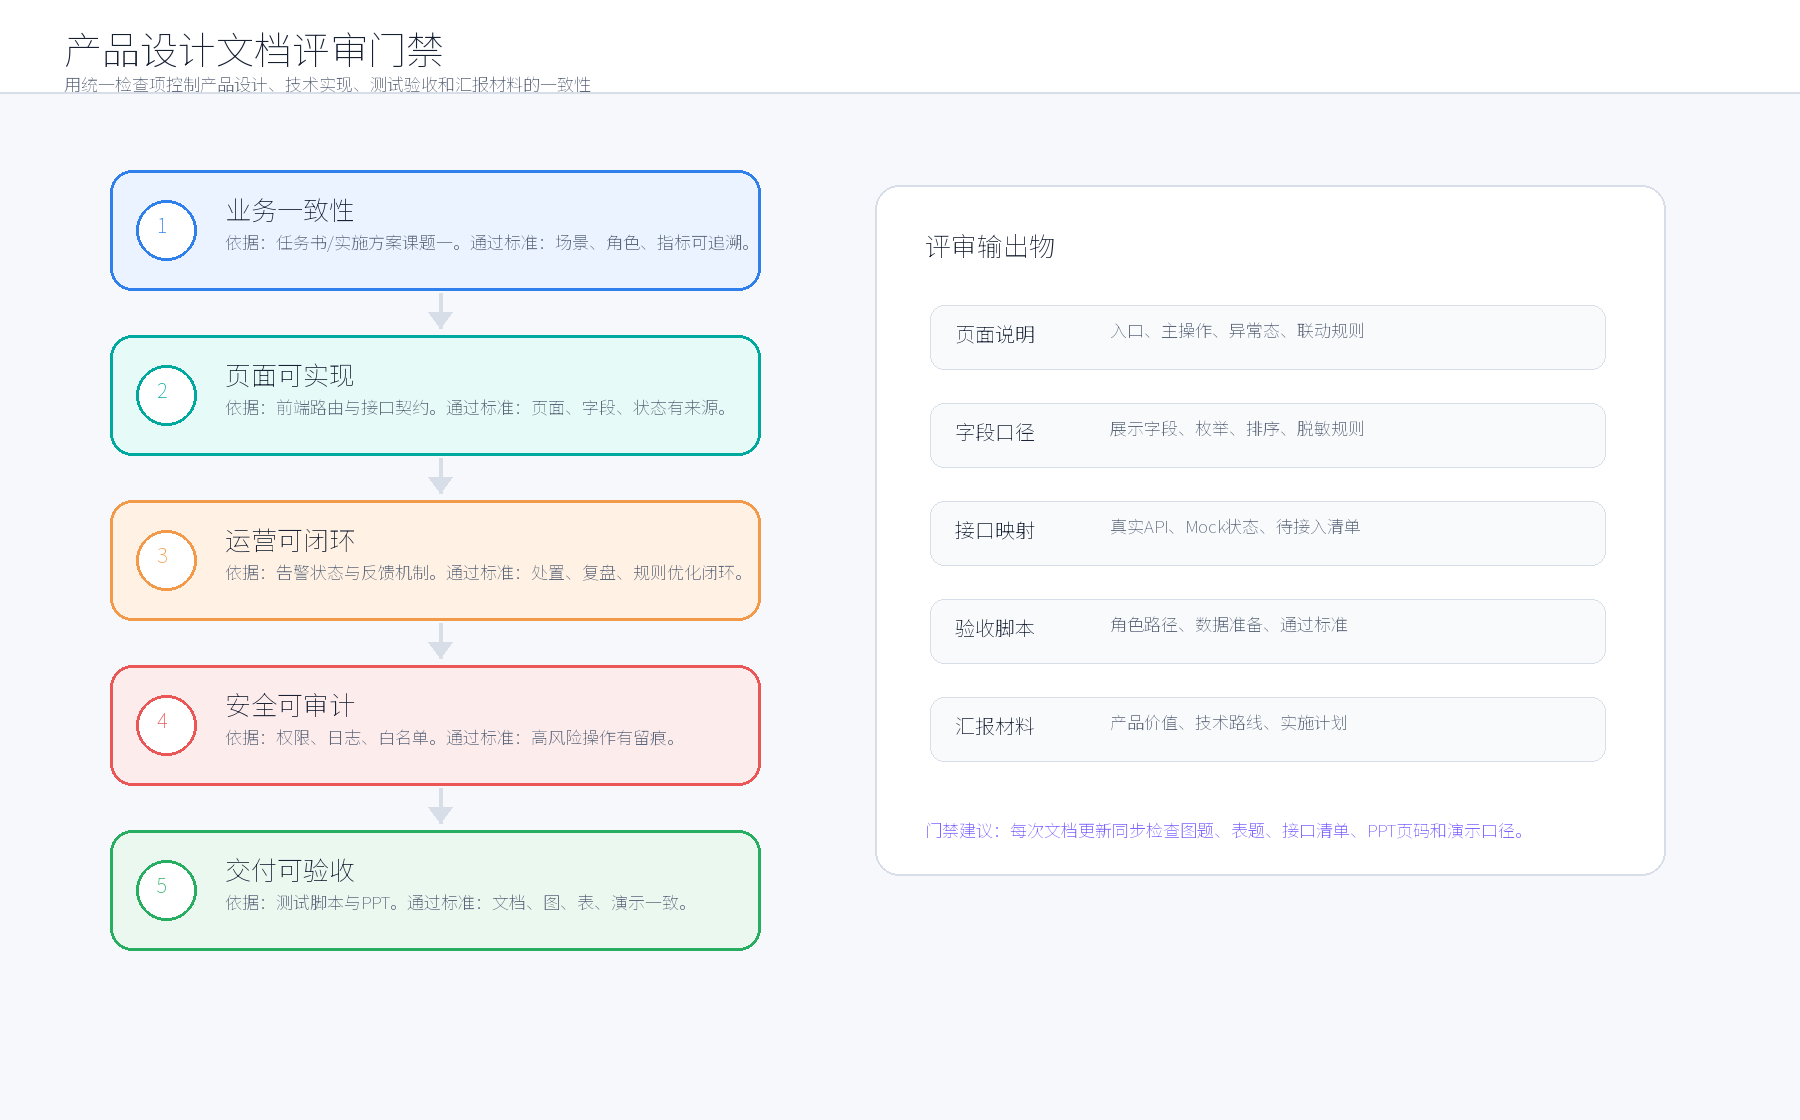 产品设计文档评审门禁
用统一检查项控制产品设计、技术实现、测试验收和汇报材料的一致性
1
业务一致性
依据：任务书/实施方案课题一。通过标准：场景、角色、指标可追溯。
2
页面可实现
依据：前端路由与接口契约。通过标准：页面、字段、状态有来源。
3
运营可闭环
依据：告警状态与反馈机制。通过标准：处置、复盘、规则优化闭环。
4
安全可审计
依据：权限、日志、白名单。通过标准：高风险操作有留痕。
5
交付可验收
依据：测试脚本与PPT。通过标准：文档、图、表、演示一致。
评审输出物
页面说明 入口、主操作、异常态、联动规则
字段口径 展示字段、枚举、排序、脱敏规则
接口映射 真实API、Mock状态、待接入清单
验收脚本 角色路径、数据准备、通过标准
汇报材料 产品价值、技术路线、实施计划
门禁建议：每次文档更新同步检查图题、表题、接口清单、PPT页码和演示口径。